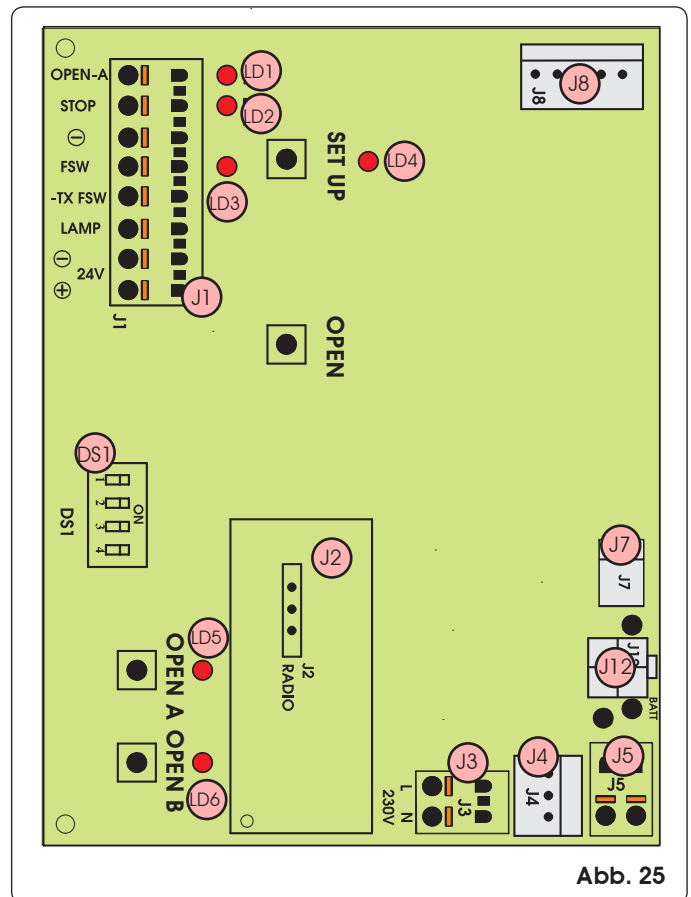 OPEN-A
LD1
STOP
LD2
⊖
FSW
LD3
-TX FSW
LAMP
⊖
24V
⊕
J1
J1
SET UP
LD4
J8
J8
OPEN
DS1
1
2
3
4
ON
DS1
J2
J2
RADIO
LD5
OPEN A
OPEN B
LD6
J7
J7
J12
J12
BATT
J3
J3
L
N
230V
J4
J4
J5
J5
Abb. 25